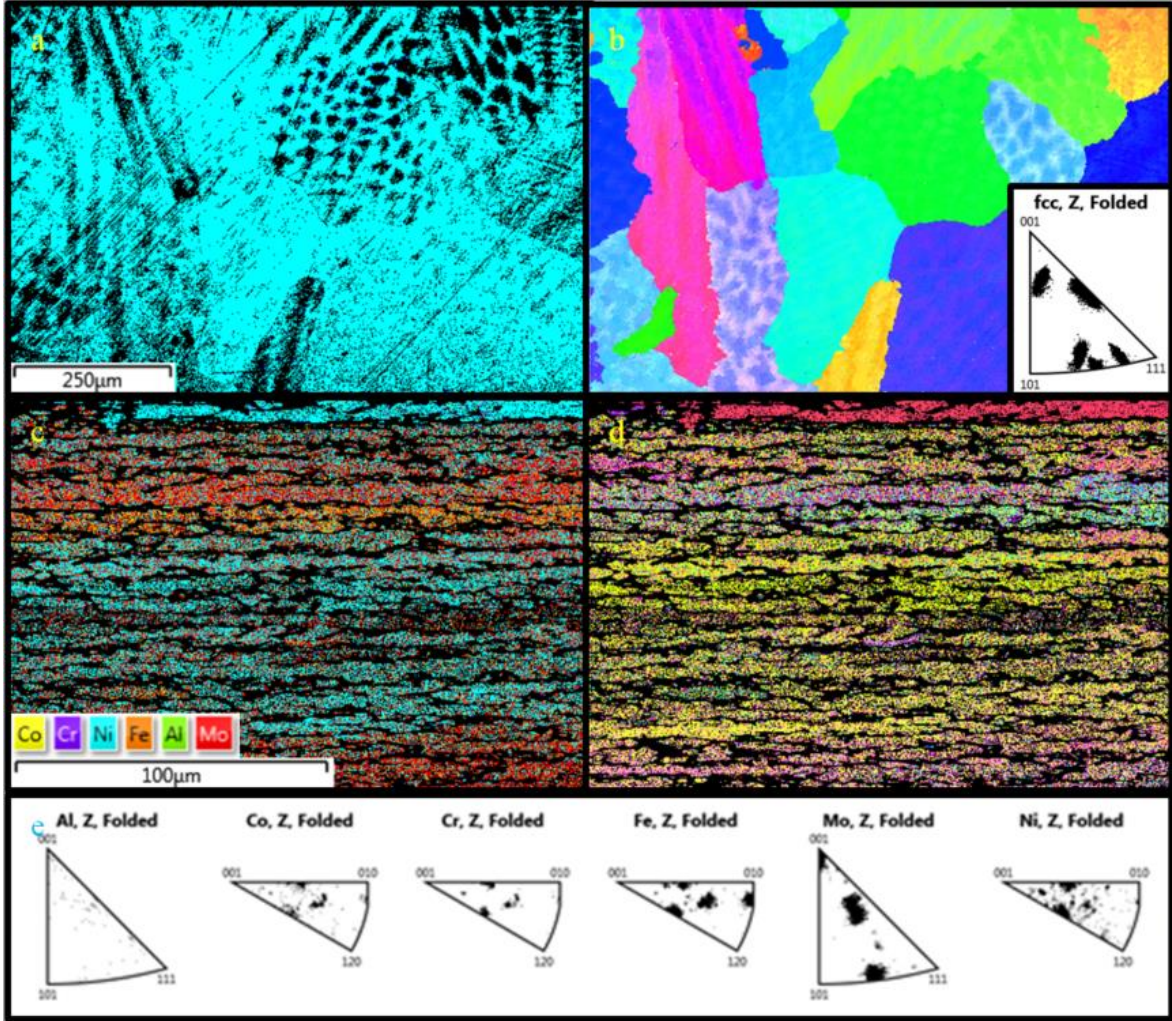 a
b
fcc, Z, Folded
001
101
111
250μm
c
d
Co Cr Ni Fe Al Mo
100μm
e
Al, Z, Folded
001
101
111
Co, Z, Folded
001
010
120
Cr, Z, Folded
001
010
120
Fe, Z, Folded
001
010
120
Mo, Z, Folded
001
101
111
Ni, Z, Folded
001
010
120